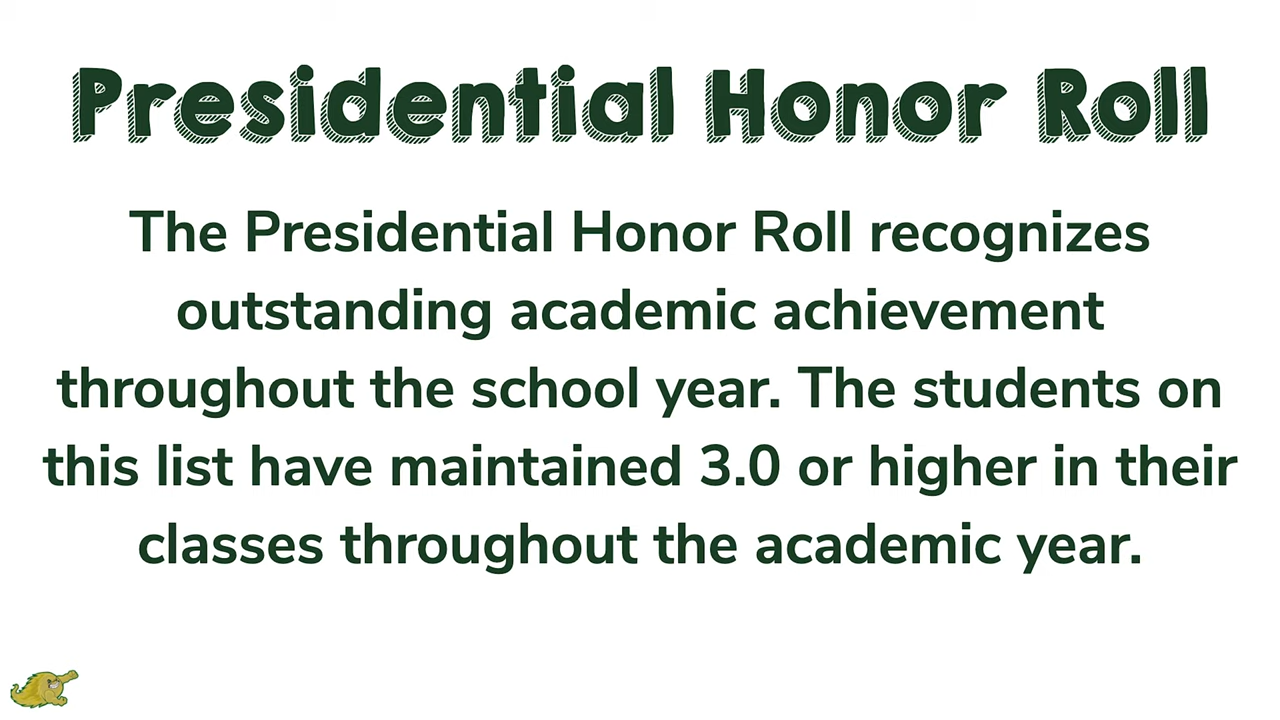 Presidential Honor Roll
The Presidential Honor Roll recognizes
outstanding academic achievement
throughout the school year. The students on
this list have maintained 3.0 or higher in their
classes throughout the academic year.